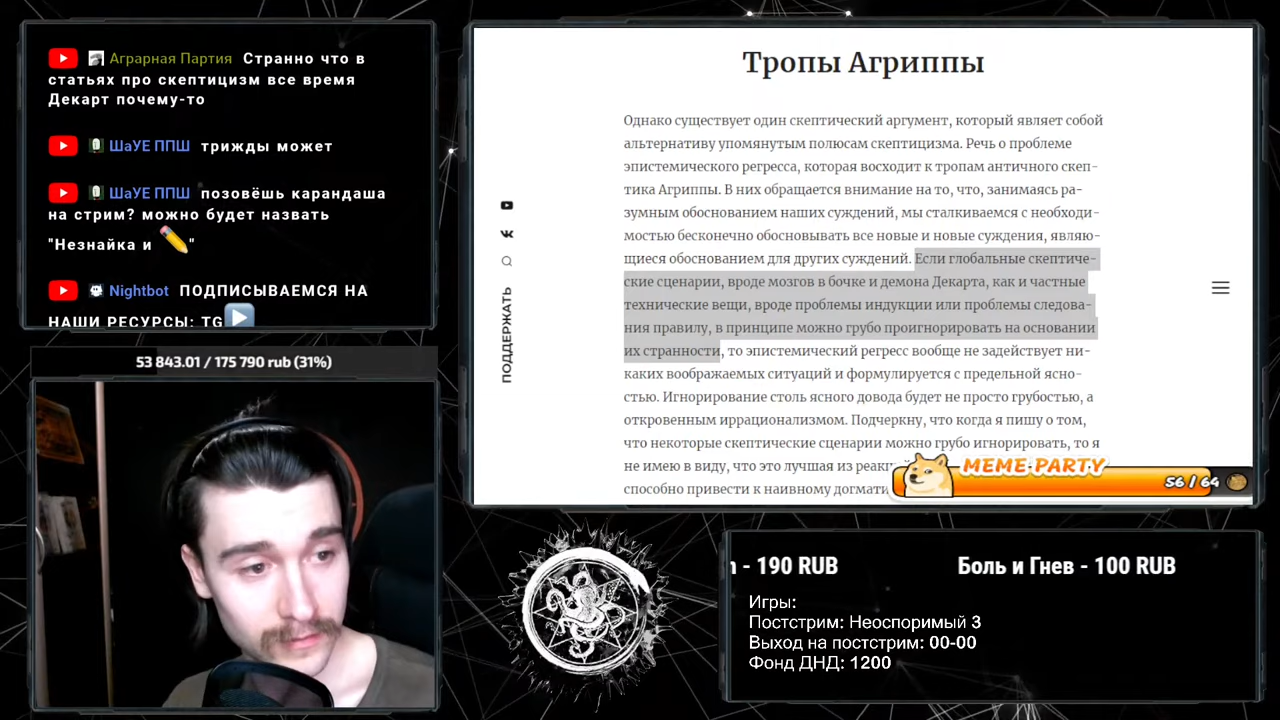 Аграрная Партия Странно что в
статьях про скептицизм все время
Декарт почему-то
ШаУЕ ППШ трижды может
ШаУЕ ППШ позовёшь карандаша
на стрим? можно будет назвать
"Незнайка и ✏️"
Nightbot ПОДПИСЫВАЕМСЯ НА
НАШИ РЕСУРСЫ: TG
53 843.01 / 175 790 rub (31%)
Тропы Агриппы
Однако существует один скептический аргумент, который являет собой
альтернативу упомянутым полюсам скептицизма. Речь о проблеме
эпистемического регресса, которая восходит к тропам античного скеп-
тика Агриппы. В них обращается внимание на то, что, занимаясь ра-
зумным обоснованием наших суждений, мы сталкиваемся с необходи-
мостью бесконечно обосновывать все новые и новые суждения, являю-
щиеся обоснованием для других суждений. Если глобальные скептиче-
ские сценарии, вроде мозгов в бочке и демона Декарта, как и частные
технические вещи, вроде проблемы индукции или проблемы следова-
ния правилу, в принципе можно грубо проигнорировать на основании
их странности, то эпистемический регресс вообще не задействует ни-
каких воображаемых ситуаций и формулируется с предельной ясно-
стью. Игнорирование столь ясного довода будет не просто грубостью, а
откровенным иррационализмом. Подчеркну, что когда я пишу о том,
что некоторые скептические сценарии можно грубо игнорировать, то я
не имею в виду, что это лучшая из
способно привести к наивному
ПОДДЕРЖАТЬ
MEME PARTY
56 / 64
- 190 RUB
Боль и Гнев - 100 RUB
Игры:
Постстрим: Неоспоримый 3
Выход на постстрим: 00-00
Фонд ДНД: 1200